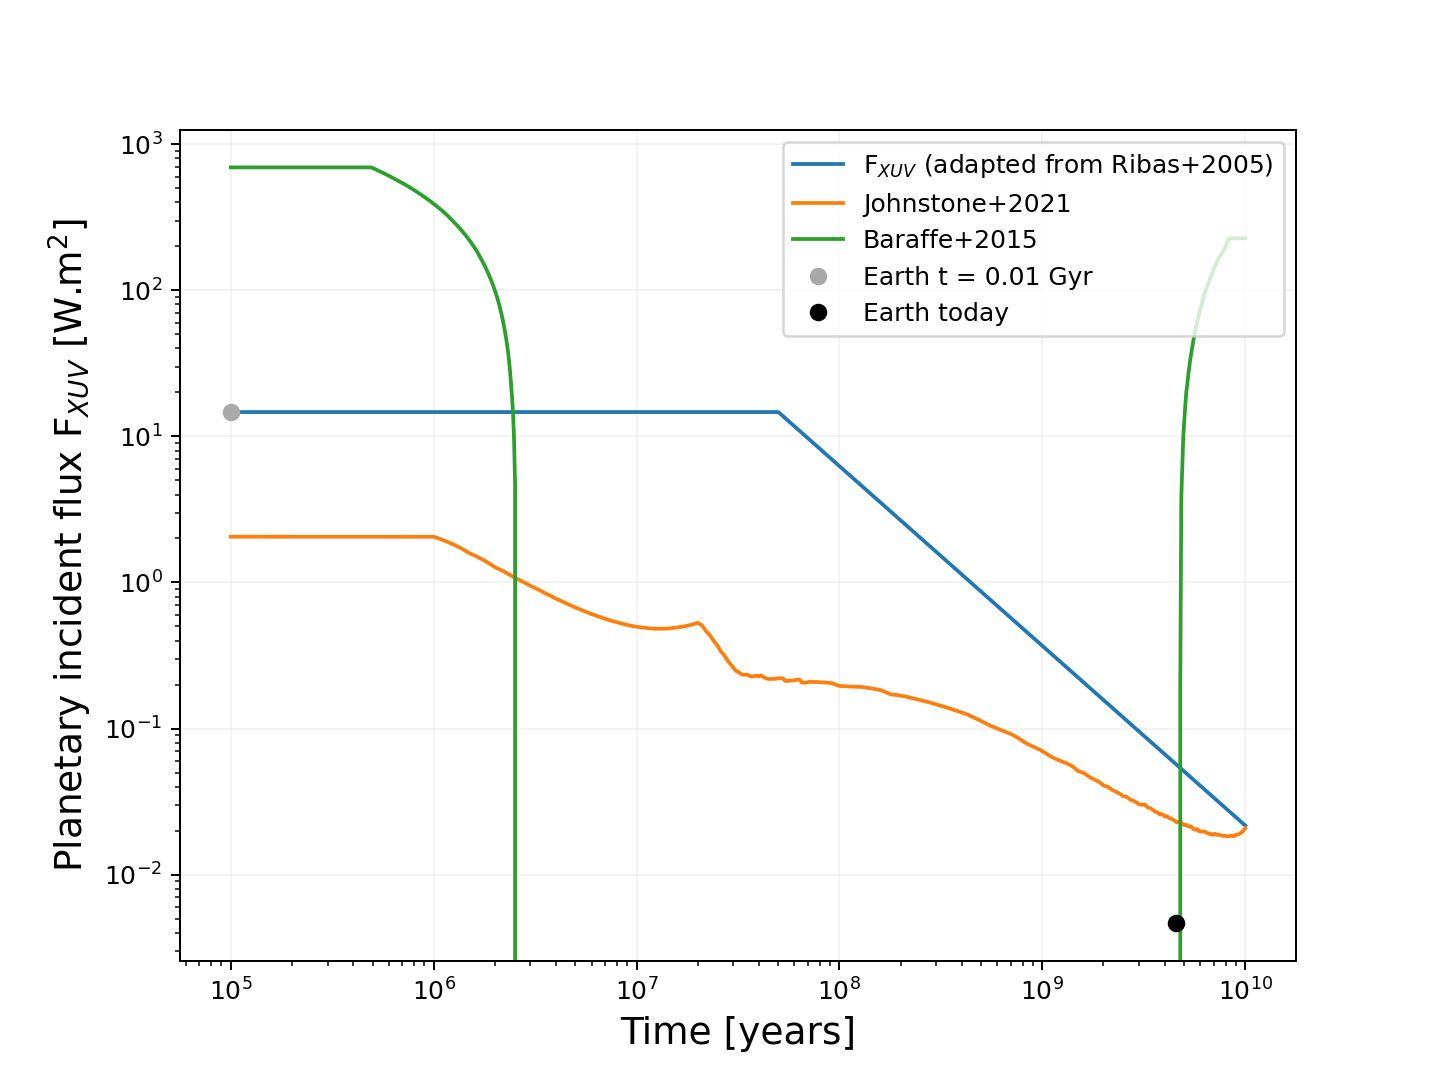 F_XUV (adapted from Ribas+2005)
Johnstone+2021
Baraffe+2015
Earth t = 0.01 Gyr
Earth today
Planetary incident flux F_XUV [W.m²]
10³
10²
10¹
10⁰
10⁻¹
10⁻²
10⁵ 10⁶ 10⁷ 10⁸ 10⁹ 10¹⁰
Time [years]